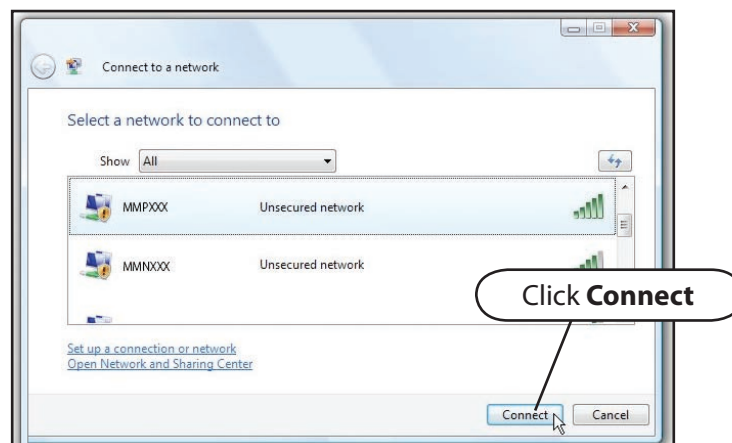 Connect to a network
Select a network to connect to
Show All
MMPXXX Unsecured network
MMNXXX Unsecured network
Click Connect
Set up a connection or network
Open Network and Sharing Center
Connect Cancel